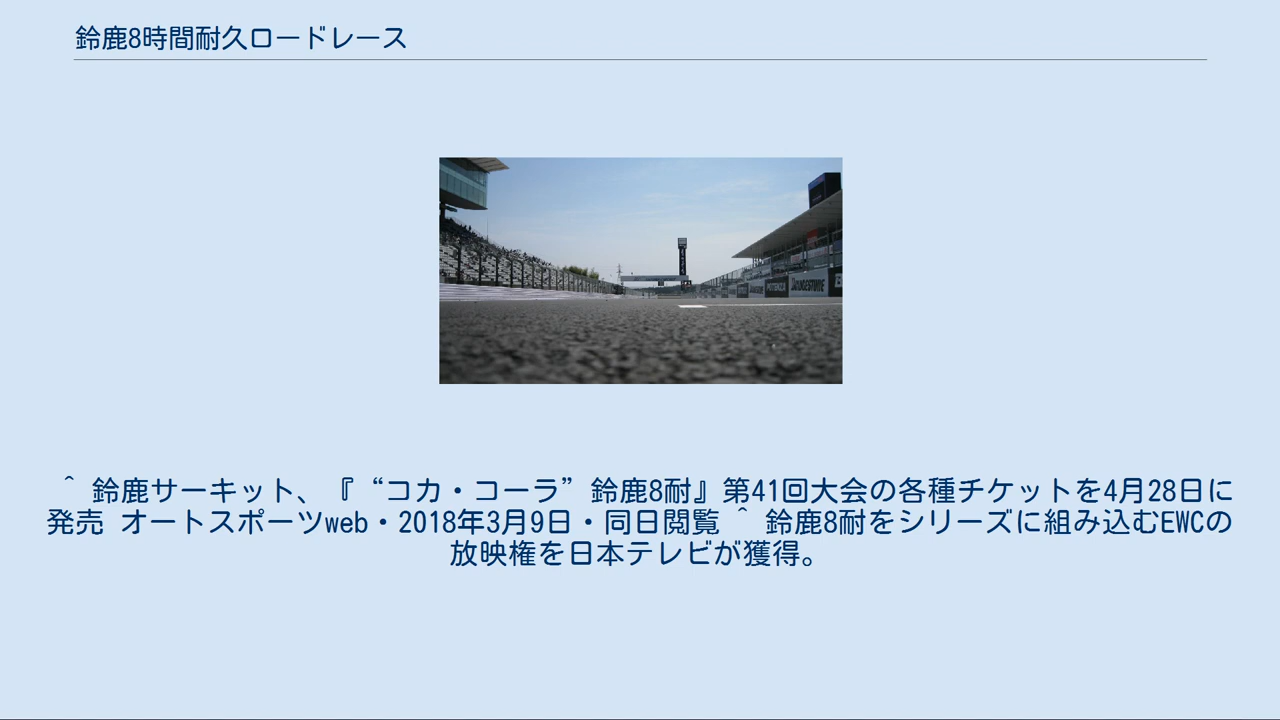 鈴鹿8時間耐久ロードレース
BRIDGESTONE
^ 鈴鹿サーキット、『“コカ・コーラ”鈴鹿8耐』第41回大会の各種チケットを4月28日に
発売 オートスポーツweb・2018年3月9日・同日閲覧 ^ 鈴鹿8耐をシリーズに組み込むEWCの
放映権を日本テレビが獲得。